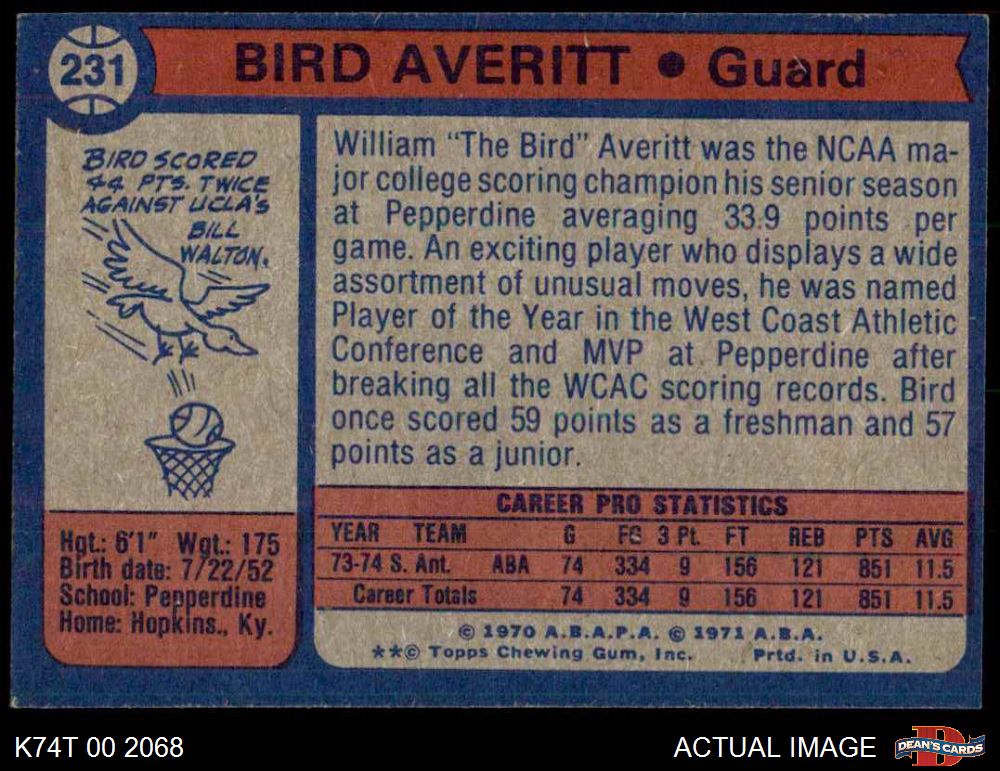 231
BIRD AVERITT • Guard
BIRD SCORED
44 PTS. TWICE
AGAINST UCLA'S
BILL
WALTON.
William "The Bird" Averitt was the NCAA ma-
jor college scoring champion his senior season
at Pepperdine averaging 33.9 points per
game. An exciting player who displays a wide
assortment of unusual moves, he was named
Player of the Year in the West Coast Athletic
Conference and MVP at Pepperdine after
breaking all the WCAC scoring records. Bird
once scored 59 points as a freshman and 57
points as a junior.
Hgt.: 6'1" Wgt.: 175
Birth date: 7/22/52
School: Pepperdine
Home: Hopkins., Ky.
CAREER PRO STATISTICS
YEAR TEAM G FG 3 Pt. FT REB PTS AVG
73-74 S. Ant. ABA 74 334 9 156 121 851 11.5
Career Totals 74 334 9 156 121 851 11.5
© 1970 A.B.A.P.A. © 1971 A.B.A.
**© Topps Chewing Gum, Inc. Prtd. in U.S.A.
K74T 00 2068
ACTUAL IMAGE
DEAN'S CARDS